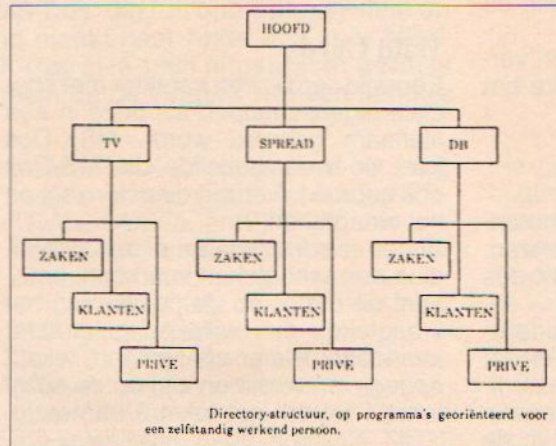 HOOFD
TV
SPREAD
DB
ZAKEN
ZAKEN
ZAKEN
KLANTEN
KLANTEN
KLANTEN
PRIVE
PRIVE
PRIVE
Directory-structuur, op programma's georiënteerd voor
een zelfstandig werkend persoon.